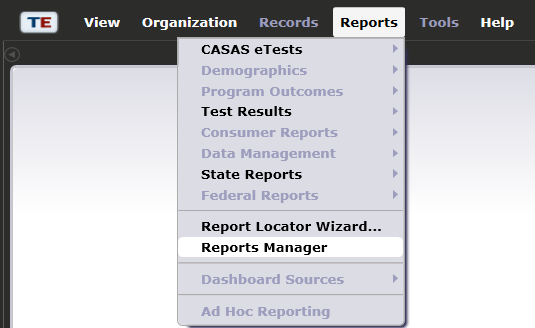 TE View Organization Records Reports Tools Help
CASAS eTests
Demographics
Program Outcomes
Test Results
Consumer Reports
Data Management
State Reports
Federal Reports
Report Locator Wizard...
Reports Manager
Dashboard Sources
Ad Hoc Reporting